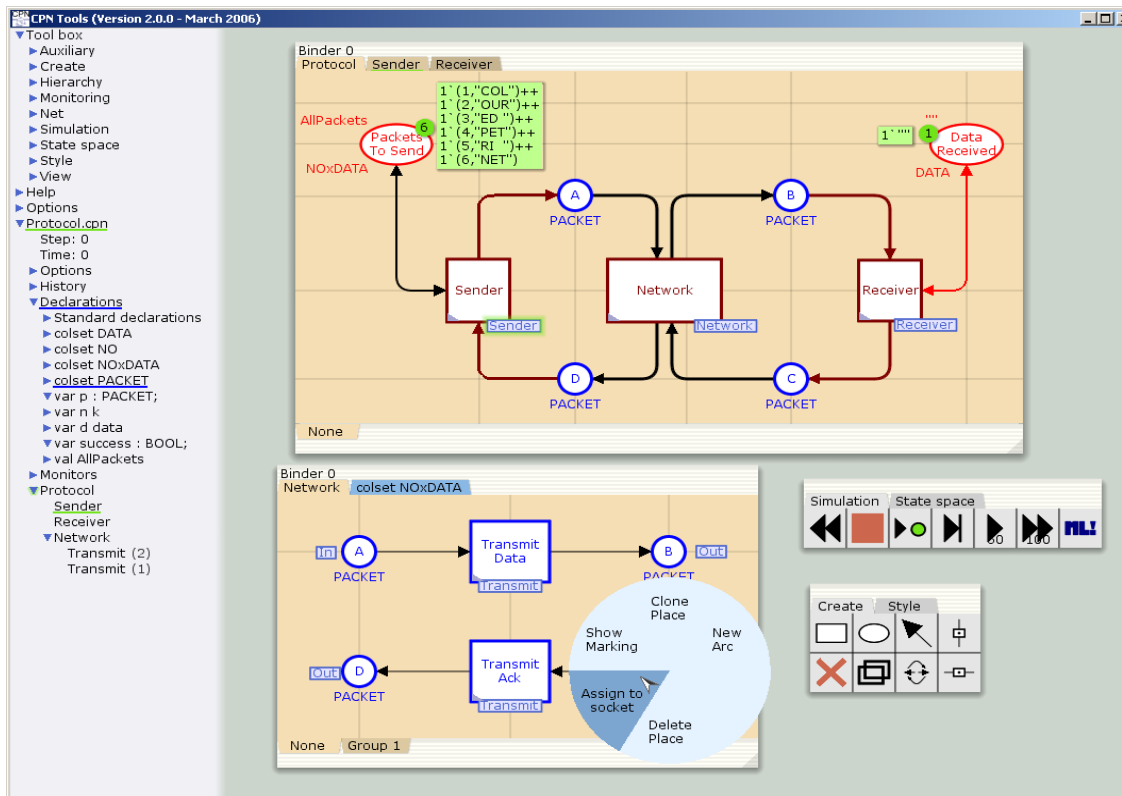 CPN Tools (Version 2.0.0 - March 2006)
Tool box
Auxiliary
Create
Hierarchy
Monitoring
Net
Simulation
State space
Style
View
Help
Options
Protocol.cpn
Step: 0
Time: 0
Options
History
Declarations
Standard declarations
colset DATA
colset NO
colset NOxDATA
colset PACKET
var p : PACKET;
var n k
var d data
var success : BOOL;
val AllPackets
Monitors
Protocol
Sender
Receiver
Network
Transmit (2)
Transmit (1)
Binder 0
Protocol Sender Receiver
1`(1,"COL")++
1`(2,"OUR")++
1`(3,"ED ")++
1`(4,"PET")++
1`(5,"RI  ")++
1`(6,"NET")
AllPackets
6
Packets
To Send
NOxDATA
""
1`""
1
Data
Received
DATA
A
PACKET
B
PACKET
Sender
Sender
Network
Network
Receiver
Receiver
D
PACKET
C
PACKET
None
Binder 0
Network colset NOxDATA
In
A
PACKET
Transmit
Data
Transmit
B
Out
PACKET
Out
D
PACKET
Transmit
Ack
Transmit
Clone
Place
Show
Marking
New
Arc
Assign to
socket
Delete
Place
None Group 1
Simulation State space
50
100
ML!
Create Style